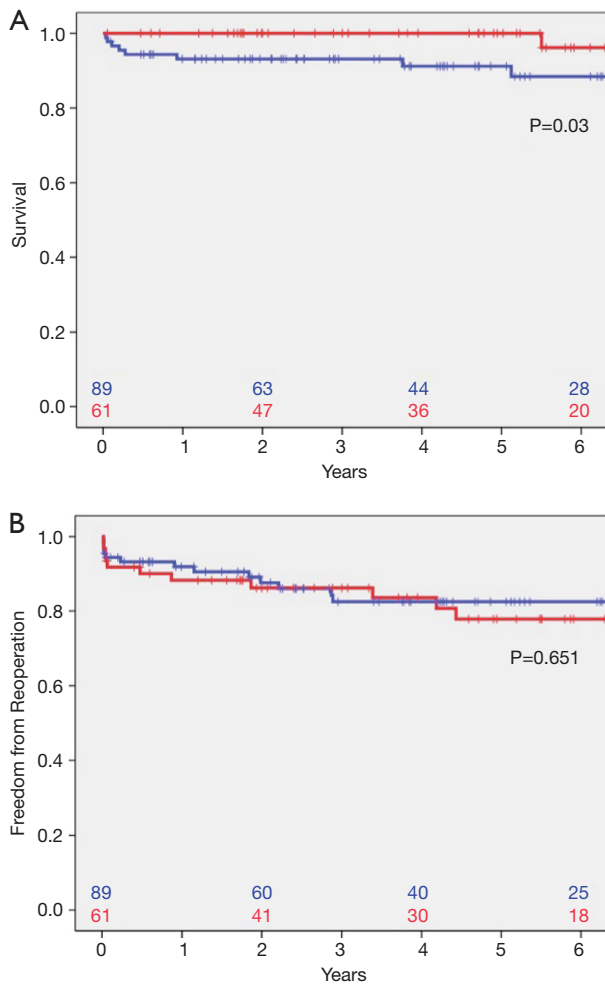 A
1.0
0.8
0.6
0.4
0.2
0.0
Survival
P=0.03
89 63 44 28
61 47 36 20
0 1 2 3 4 5 6
Years
B
1.0
0.8
0.6
0.4
0.2
0.0
Freedom from Reoperation
P=0.651
89 60 40 25
61 41 30 18
0 1 2 3 4 5 6
Years